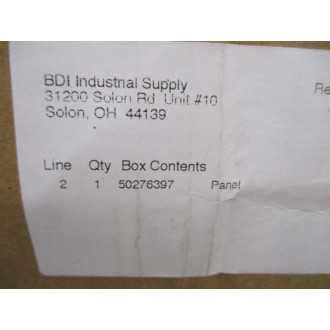 BDI Industrial Supply
31200 Solon Rd Unit #10
Solon, OH 44139
Re
Line Qty Box Contents
2 1 50276397 Panel